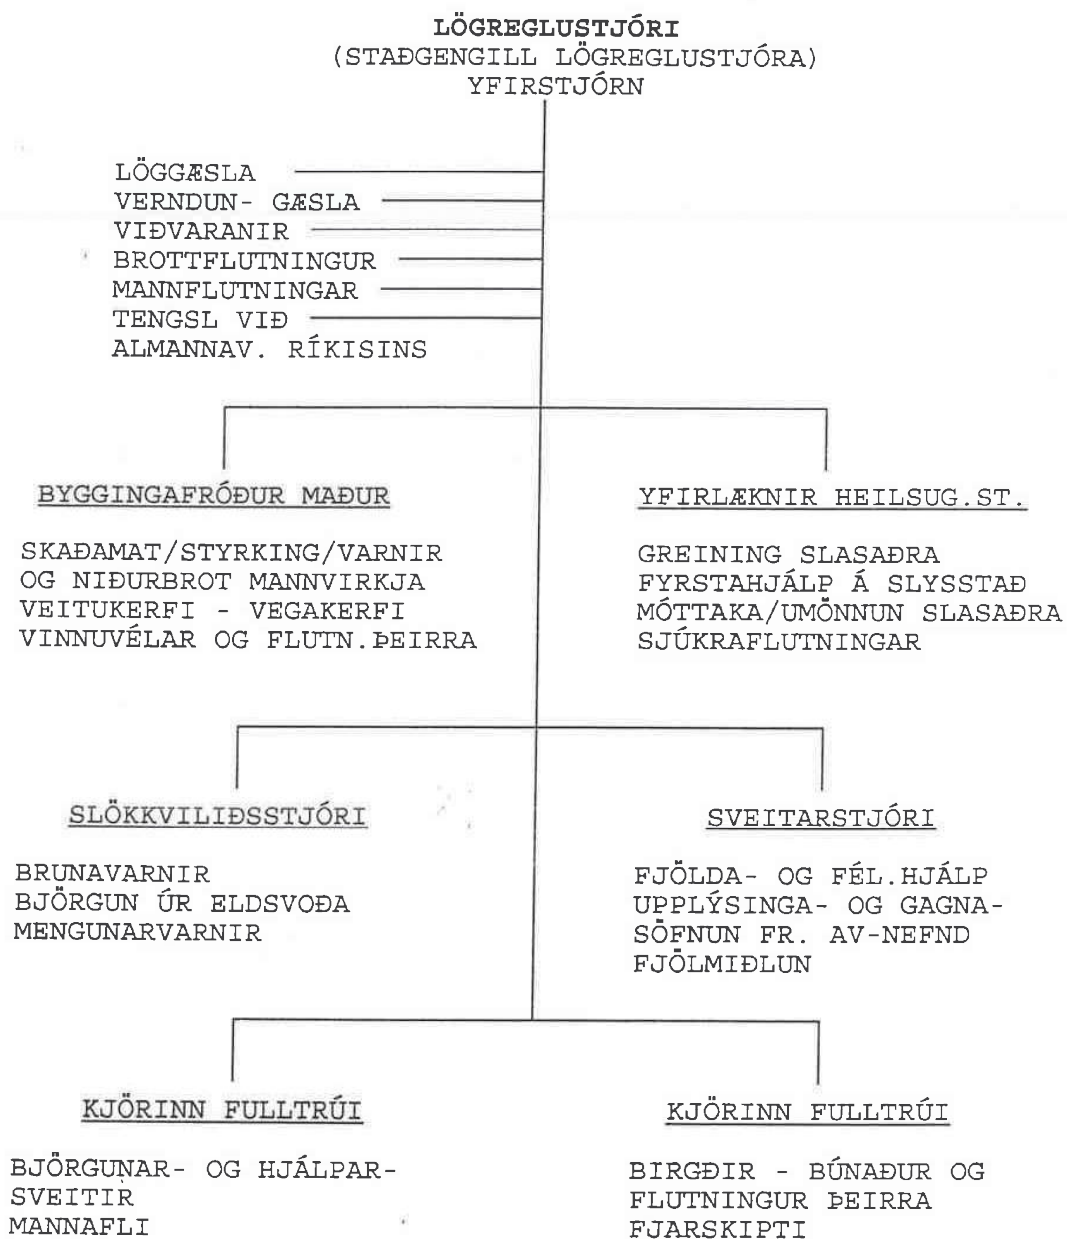 LÖGREGLUSTJÓRI
(STAÐGENGILL LÖGREGLUSTJÓRA)
YFIRSTJÓRN
LÖGGÆSLA
VERNDUN- GÆSLA
VIÐVARANIR
BROTTFLUTNINGUR
MANNFLUTNINGAR
TENGSL VIÐ
ALMANNAV. RÍKISINS
BYGGINGAFRÓÐUR MAÐUR
SKAÐAMAT/STYRKING/VARNIR
OG NIÐURBROT MANNVIRKJA
VEITUKERFI - VEGAKERFI
VINNUVÉLAR OG FLUTN.ÞEIRRA
YFIRLÆKNIR HEILSUG.ST.
GREINING SLASAÐRA
FYRSTAHJÁLP Á SLYSSTAÐ
MÓTTAKA/UMÖNNUN SLASAÐRA
SJÚKRAFLUTNINGAR
SLÖKKVILIÐSSTJÓRI
BRUNAVARNIR
BJÖRGUN ÚR ELDSVOÐA
MENGUNARVARNIR
SVEITARSTJÓRI
FJÖLDA- OG FÉL.HJÁLP
UPPLÝSINGA- OG GAGNA-
SÖFNUN FR. AV-NEFND
FJÖLMIÐLUN
KJÖRINN FULLTRÚI
BJÖRGUNAR- OG HJÁLPAR-
SVEITIR
MANNAFLI
KJÖRINN FULLTRÚI
BIRGÐIR - BÚNAÐUR OG
FLUTNINGUR ÞEIRRA
FJARSKIPTI